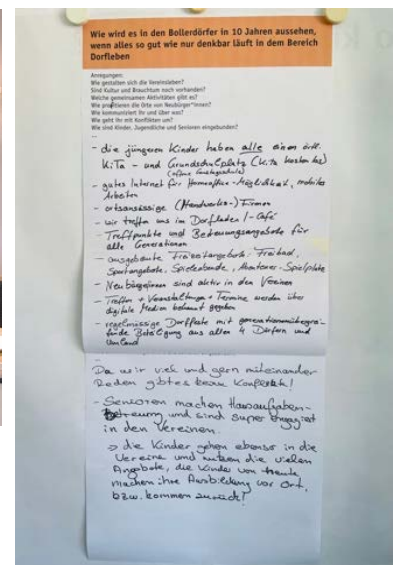 Wie wird es in den Bollerdörfer in 10 Jahren aussehen,
wenn alles so gut wie nur denkbar läuft in dem Bereich
Dorfleben
Anregungen:
Wie gestalten sich die Vereinsleben?
Sind Kultur und Brauchtum noch vorhanden?
Welche gemeinsamen Aktivitäten gibt es?
Wie profitieren die Orte von Neubürger*innen?
Wie kommuniziert Ihr und über was?
Wie geht Ihr mit Konflikten um?
Wie sind Kinder, Jugendliche und Senioren eingebunden?
...
- die jüngeren Kinder haben alle einen örtl.
KiTa - und Grundschulplatz (Kita kostenlos)
(offene Ganztagsschule)
- gutes Internet für Homeoffice-Möglichkeit, mobiles
Arbeiten
- ortsansässige (Handwerks-) Firmen
- wir treffen uns im Dorfladen / -Café
- Treffpunkte und Betreuungsangebote für
alle Generationen
- ausgebaute Freizeitangebote: Freibad,
Sportangebote, Spieleabende, Abenteuer-Spielplatz
- Neubürgerinnen sind aktiv in den Vereinen
- Treffen + Veranstaltungen + Termine werden über
digitale Medien bekannt gegeben
- regelmässige Dorffeste mit generationsübergrei-
fende Beteiligung aus allen 4 Dörfern und
Umland
Da wir viel und gern miteinander
Reden gibt es keine Konflikte!
- Senioren machen Hausaufgaben-
betreuung und sind super engagiert
in den Vereinen.
→ die Kinder gehen ebenso in die
Vereine und nutzen die vielen
Angebote, die Kinder von heute
machen ihre Ausbildung vor Ort,
bzw. kommen zurück!